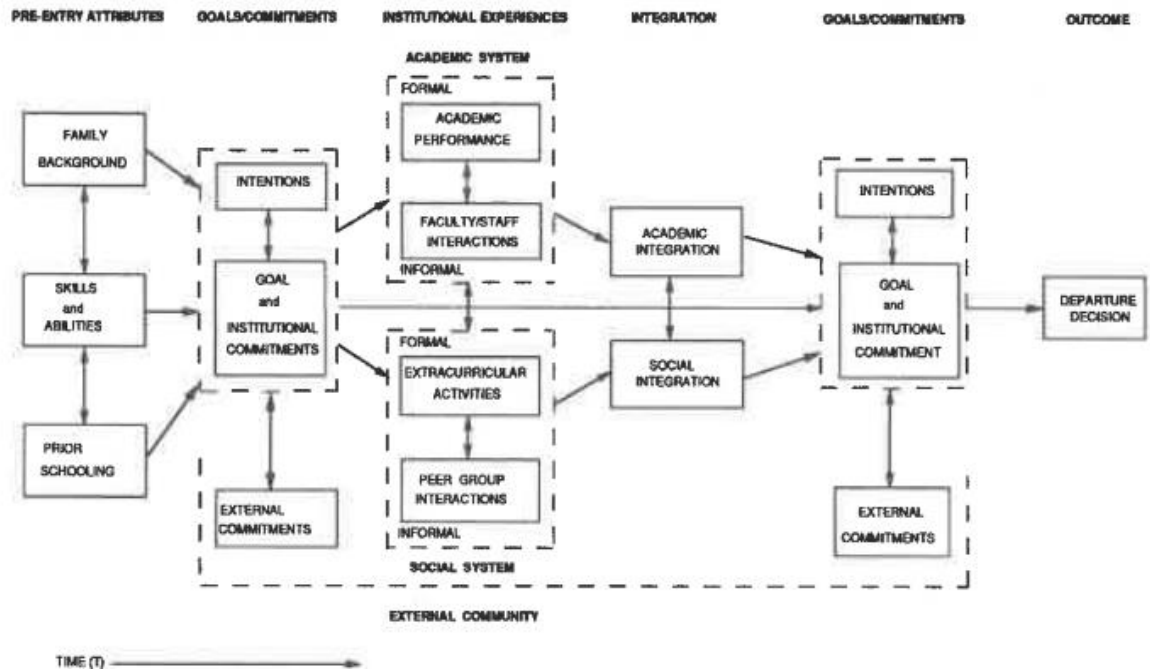 PRE-ENTRY ATTRIBUTES
GOALS/COMMITMENTS
INSTITUTIONAL EXPERIENCES
INTEGRATION
GOALS/COMMITMENTS
OUTCOME
ACADEMIC SYSTEM
FORMAL
FAMILY
BACKGROUND
ACADEMIC
PERFORMANCE
INTENTIONS
INTENTIONS
FACULTY/STAFF
INTERACTIONS
ACADEMIC
INTEGRATION
INFORMAL
SKILLS
and
ABILITIES
GOAL
and
INSTITUTIONAL
COMMITMENTS
GOAL
and
INSTITUTIONAL
COMMITMENT
DEPARTURE
DECISION
FORMAL
EXTRACURRICULAR
ACTIVITIES
SOCIAL
INTEGRATION
PRIOR
SCHOOLING
PEER GROUP
INTERACTIONS
EXTERNAL
COMMITMENTS
EXTERNAL
COMMITMENTS
INFORMAL
SOCIAL SYSTEM
EXTERNAL COMMUNITY
TIME (T)